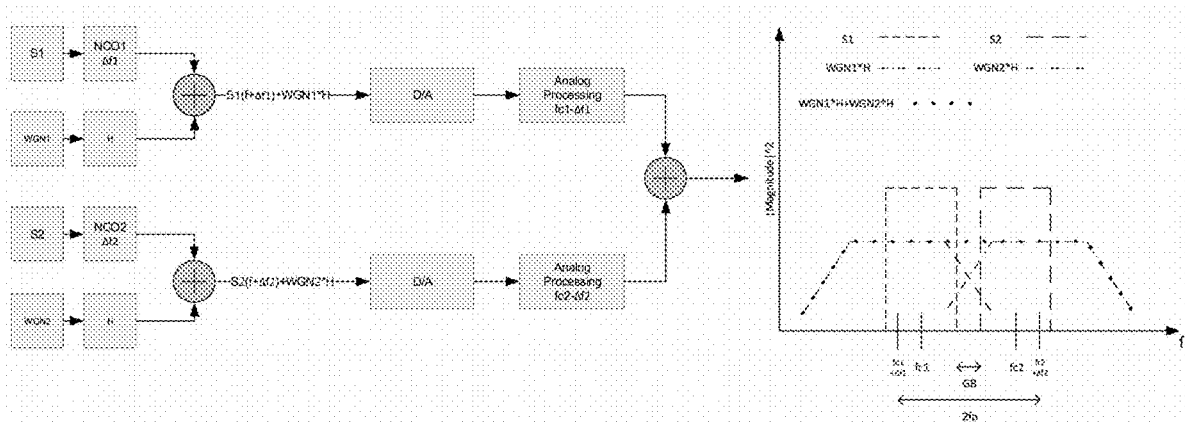 S1
NCO1
Δf1
WGN1
H
S1(f+Δf1)+WGN1*H
D/A
Analog
Processing
fc1-Δf1
S2
NCO2
Δf2
WGN2
H
S2(f+Δf2)+WGN2*H
D/A
Analog
Processing
fc2-Δf2
|Magnitude|^2
S1
S2
WGN1*H
WGN2*H
WGN1*H+WGN2*H
f
fc1
fc2
GB